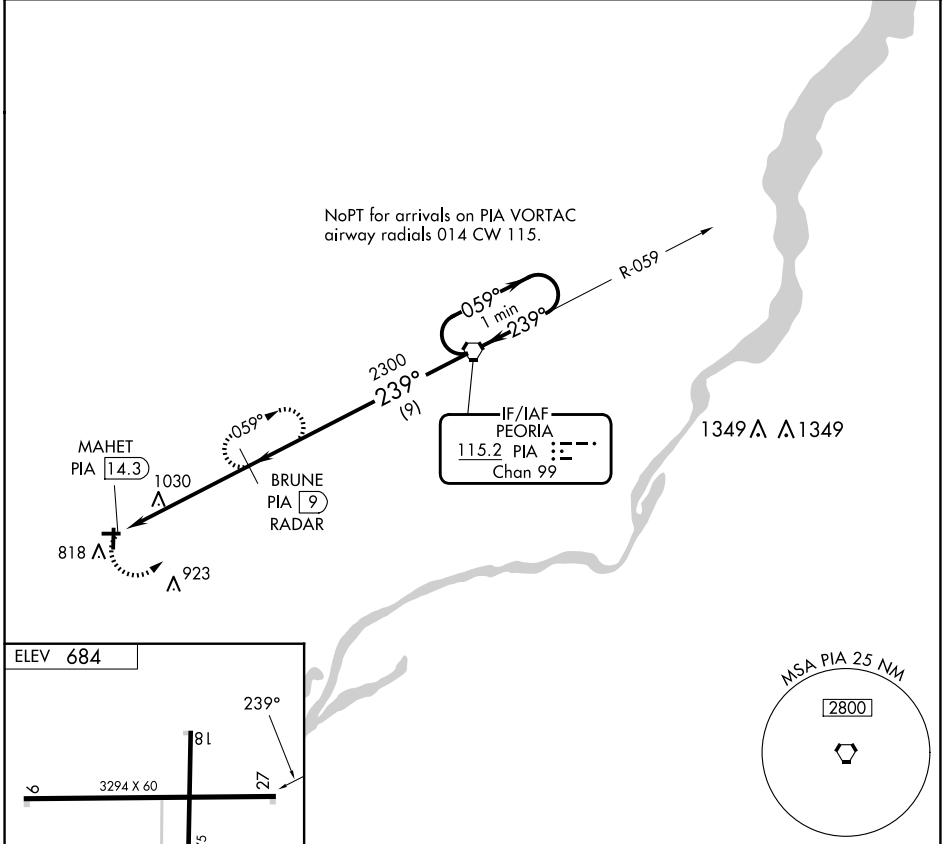 NoPT for arrivals on PIA VORTAC
airway radials 014 CW 115.
R-059
059°
1 min
239°
2300
239°
(9)
IF/IAF
PEORIA
115.2 PIA
Chan 99
1349 1349
059°
MAHET
PIA 14.3
1030
BRUNE
PIA 9
RADAR
818
923
ELEV 684
239°
18
9
3294 X 60
27
MSA PIA 25 NM
2800